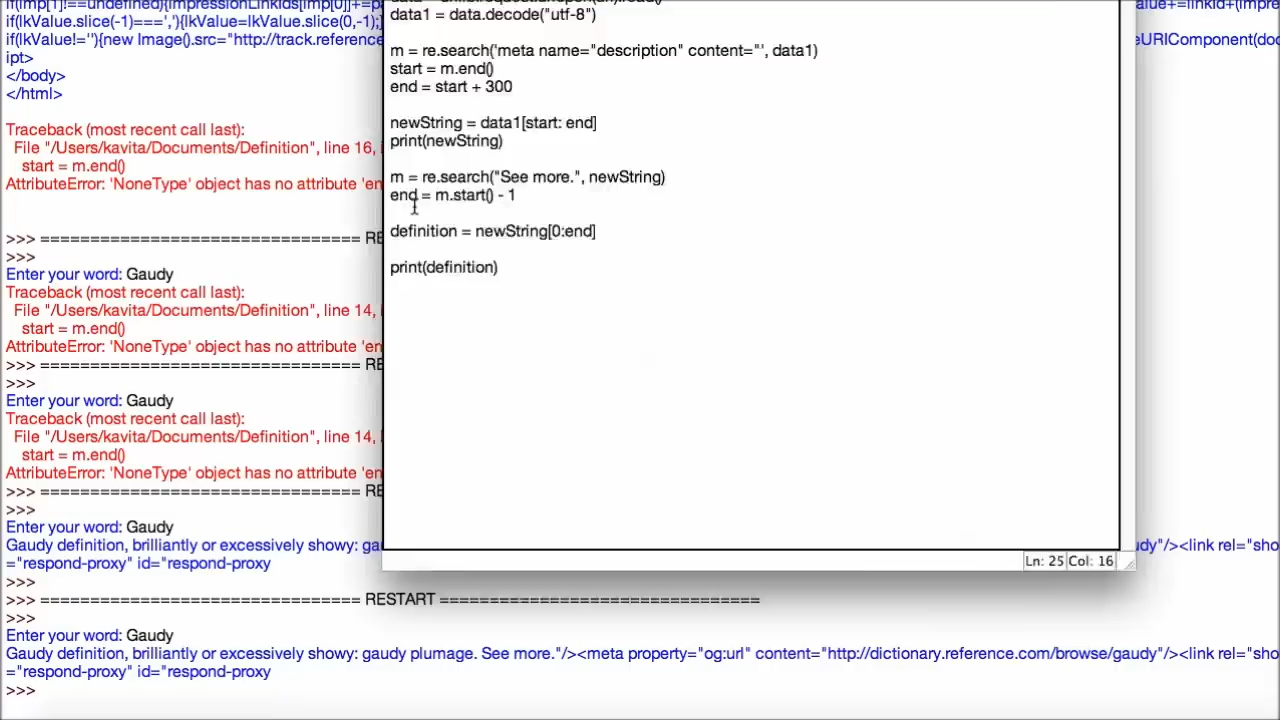 if(imp[1]!==undefined){impressionLinkIds[imp[0]]+=pa
lkValue+=linkId+(impre
if(lkValue.slice(-1)===','){lkValue=lkValue.slice(0,-1);}
if(lkValue!=''){new Image().src="http://track.reference
eURIComponent(doc
ipt>
</body>
</html>
Traceback (most recent call last):
File "/Users/kavita/Documents/Definition", line 16, i
start = m.end()
AttributeError: 'NoneType' object has no attribute 'en
>>> ================================ RE
>>>
Enter your word: Gaudy
Traceback (most recent call last):
File "/Users/kavita/Documents/Definition", line 14,
start = m.end()
AttributeError: 'NoneType' object has no attribute 'en
>>> ================================ RE
>>>
Enter your word: Gaudy
Traceback (most recent call last):
File "/Users/kavita/Documents/Definition", line 14,
start = m.end()
AttributeError: 'NoneType' object has no attribute 'en
>>> ================================ RE
>>>
Enter your word: Gaudy
Gaudy definition, brilliantly or excessively showy: gau
udy"/><link rel="sho
="respond-proxy" id="respond-proxy
>>>
>>> ================================ RESTART ================================
>>>
Enter your word: Gaudy
Gaudy definition, brilliantly or excessively showy: gaudy plumage. See more."/><meta property="og:url" content="http://dictionary.reference.com/browse/gaudy"/><link rel="sho
="respond-proxy" id="respond-proxy
>>>
data1 = data.decode("utf-8")
m = re.search('meta name="description" content="', data1)
start = m.end()
end = start + 300
newString = data1[start: end]
print(newString)
m = re.search("See more.", newString)
end = m.start() - 1
definition = newString[0:end]
print(definition)
Ln: 25 Col: 16